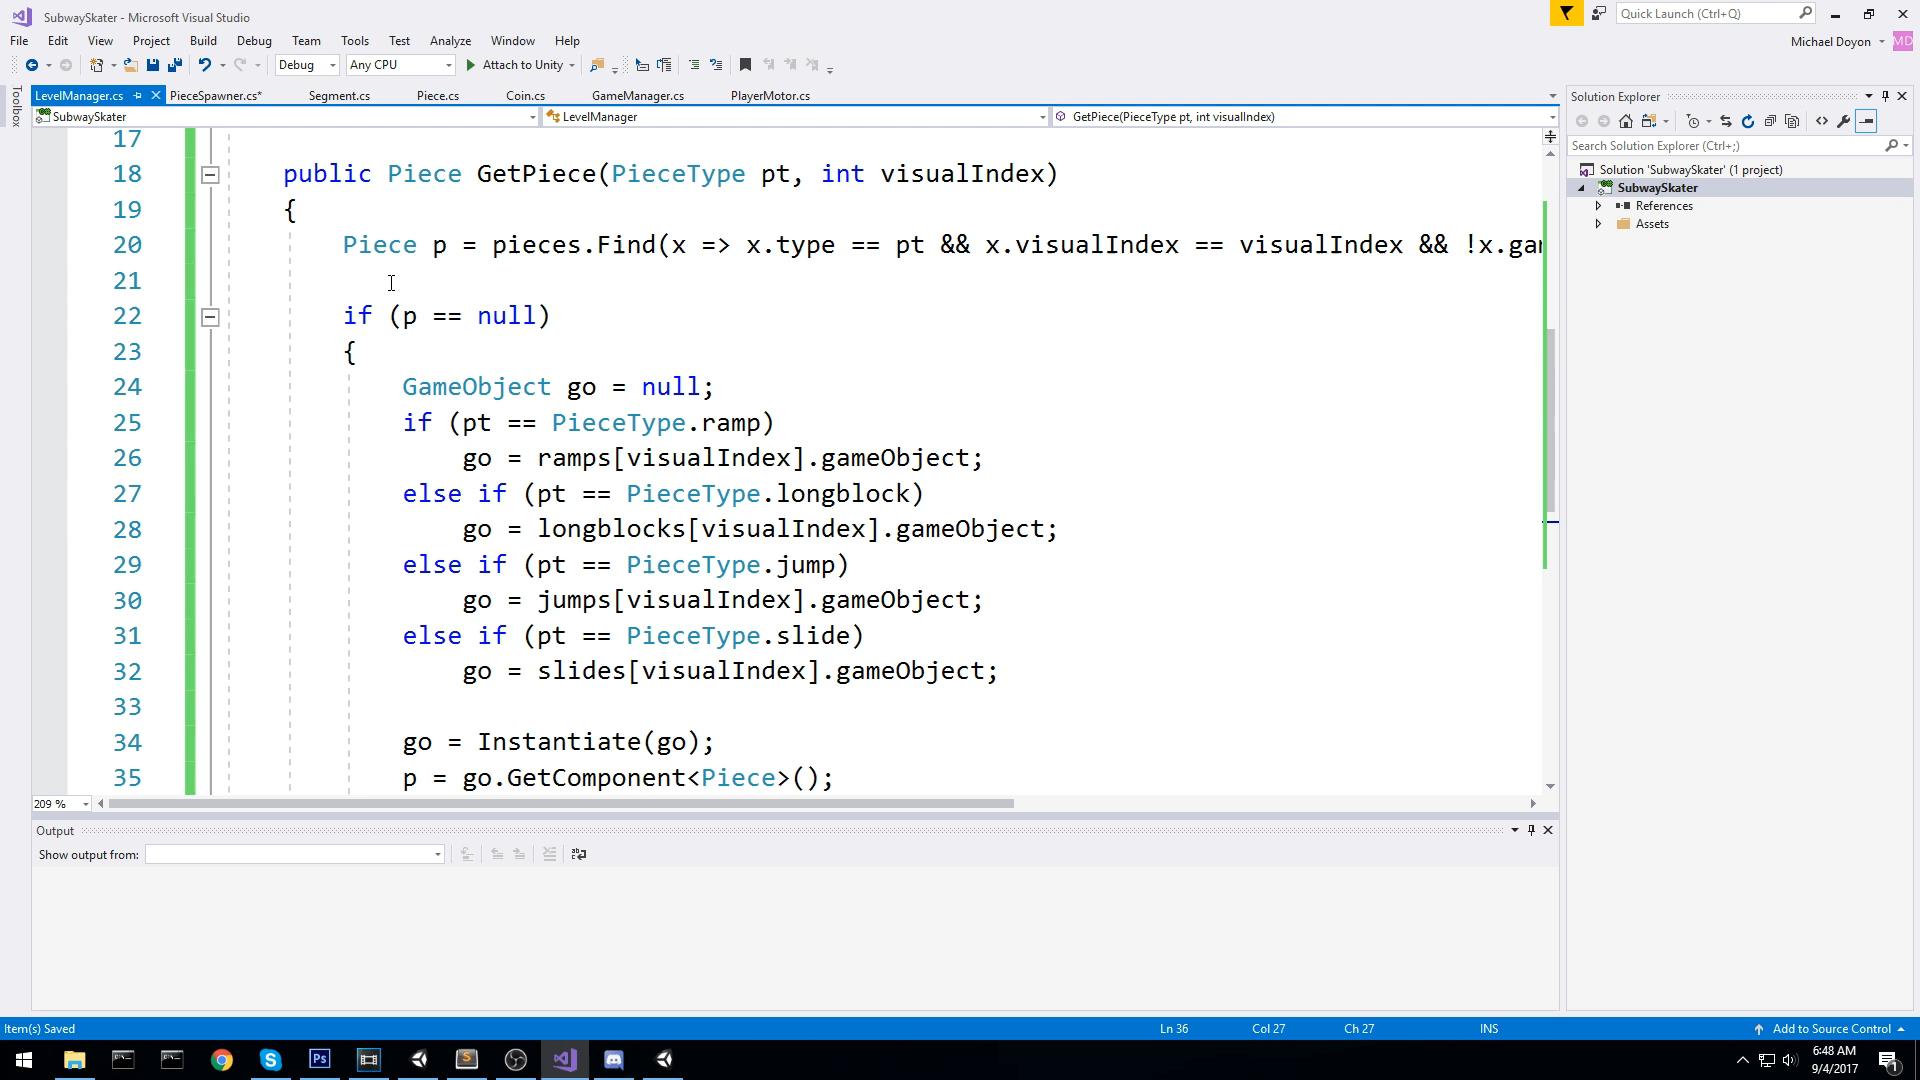 SubwaySkater - Microsoft Visual Studio
Quick Launch (Ctrl+Q)
File Edit View Project Build Debug Team Tools Test Analyze Window Help
Michael Doyon MD
Debug Any CPU Attach to Unity
Toolbox
LevelManager.cs PieceSpawner.cs* Segment.cs Piece.cs Coin.cs GameManager.cs PlayerMotor.cs
SubwaySkater LevelManager GetPiece(PieceType pt, int visualIndex)
17
18 public Piece GetPiece(PieceType pt, int visualIndex)
19 {
20 Piece p = pieces.Find(x => x.type == pt && x.visualIndex == visualIndex && !x.gam
21
22 if (p == null)
23 {
24 GameObject go = null;
25 if (pt == PieceType.ramp)
26 go = ramps[visualIndex].gameObject;
27 else if (pt == PieceType.longblock)
28 go = longblocks[visualIndex].gameObject;
29 else if (pt == PieceType.jump)
30 go = jumps[visualIndex].gameObject;
31 else if (pt == PieceType.slide)
32 go = slides[visualIndex].gameObject;
33
34 go = Instantiate(go);
35 p = go.GetComponent<Piece>();
209 %
Output
Show output from:
Solution Explorer
Search Solution Explorer (Ctrl+;)
Solution 'SubwaySkater' (1 project)
SubwaySkater
References
Assets
Item(s) Saved Ln 36 Col 27 Ch 27 INS Add to Source Control
Ps
6:48 AM
9/4/2017
1